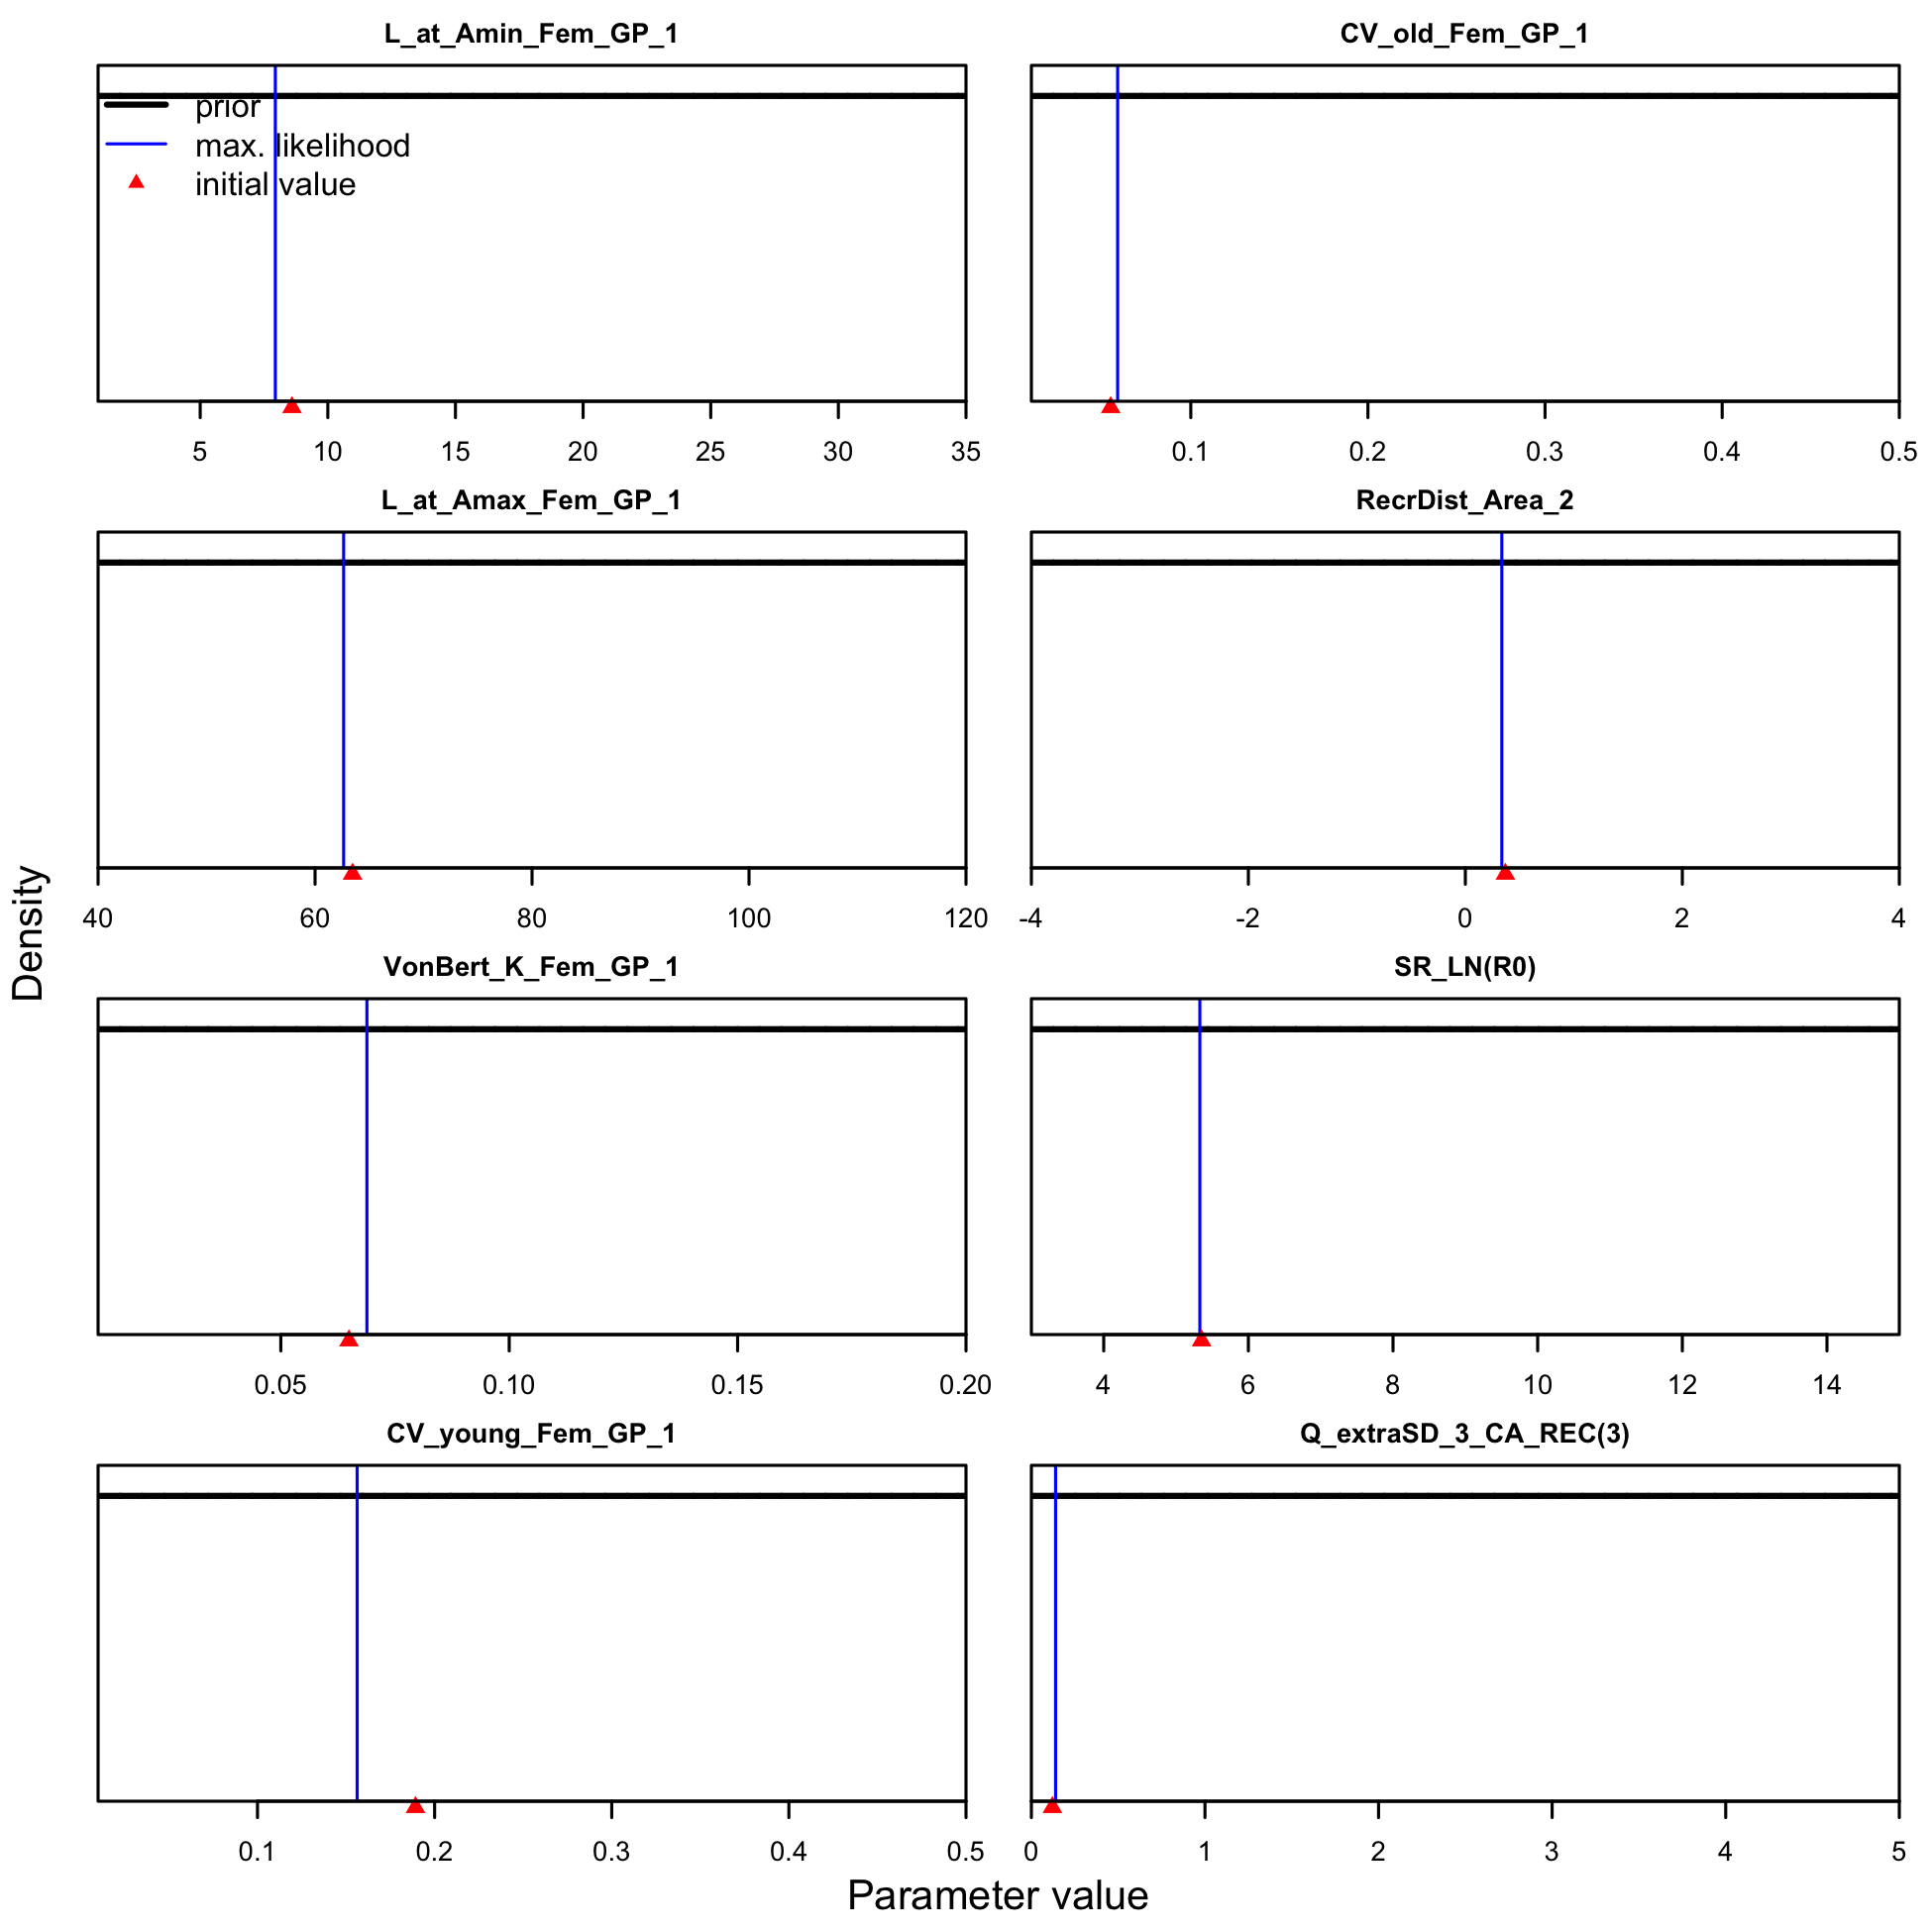 L_at_Amin_Fem_GP_1
CV_old_Fem_GP_1
prior
max. likelihood
initial value
5 10 15 20 25 30 35
0.1 0.2 0.3 0.4 0.5
L_at_Amax_Fem_GP_1
RecrDist_Area_2
40 60 80 100 120
-4 -2 0 2 4
Density
VonBert_K_Fem_GP_1
SR_LN(R0)
0.05 0.10 0.15 0.20
4 6 8 10 12 14
CV_young_Fem_GP_1
Q_extraSD_3_CA_REC(3)
0.1 0.2 0.3 0.4 0.5
0 1 2 3 4 5
Parameter value